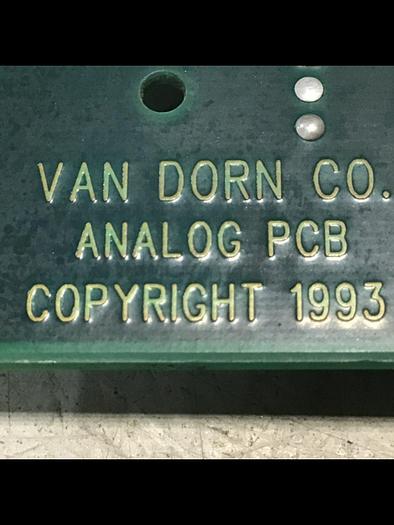 VAN DORN CO.
ANALOG PCB
COPYRIGHT 1993